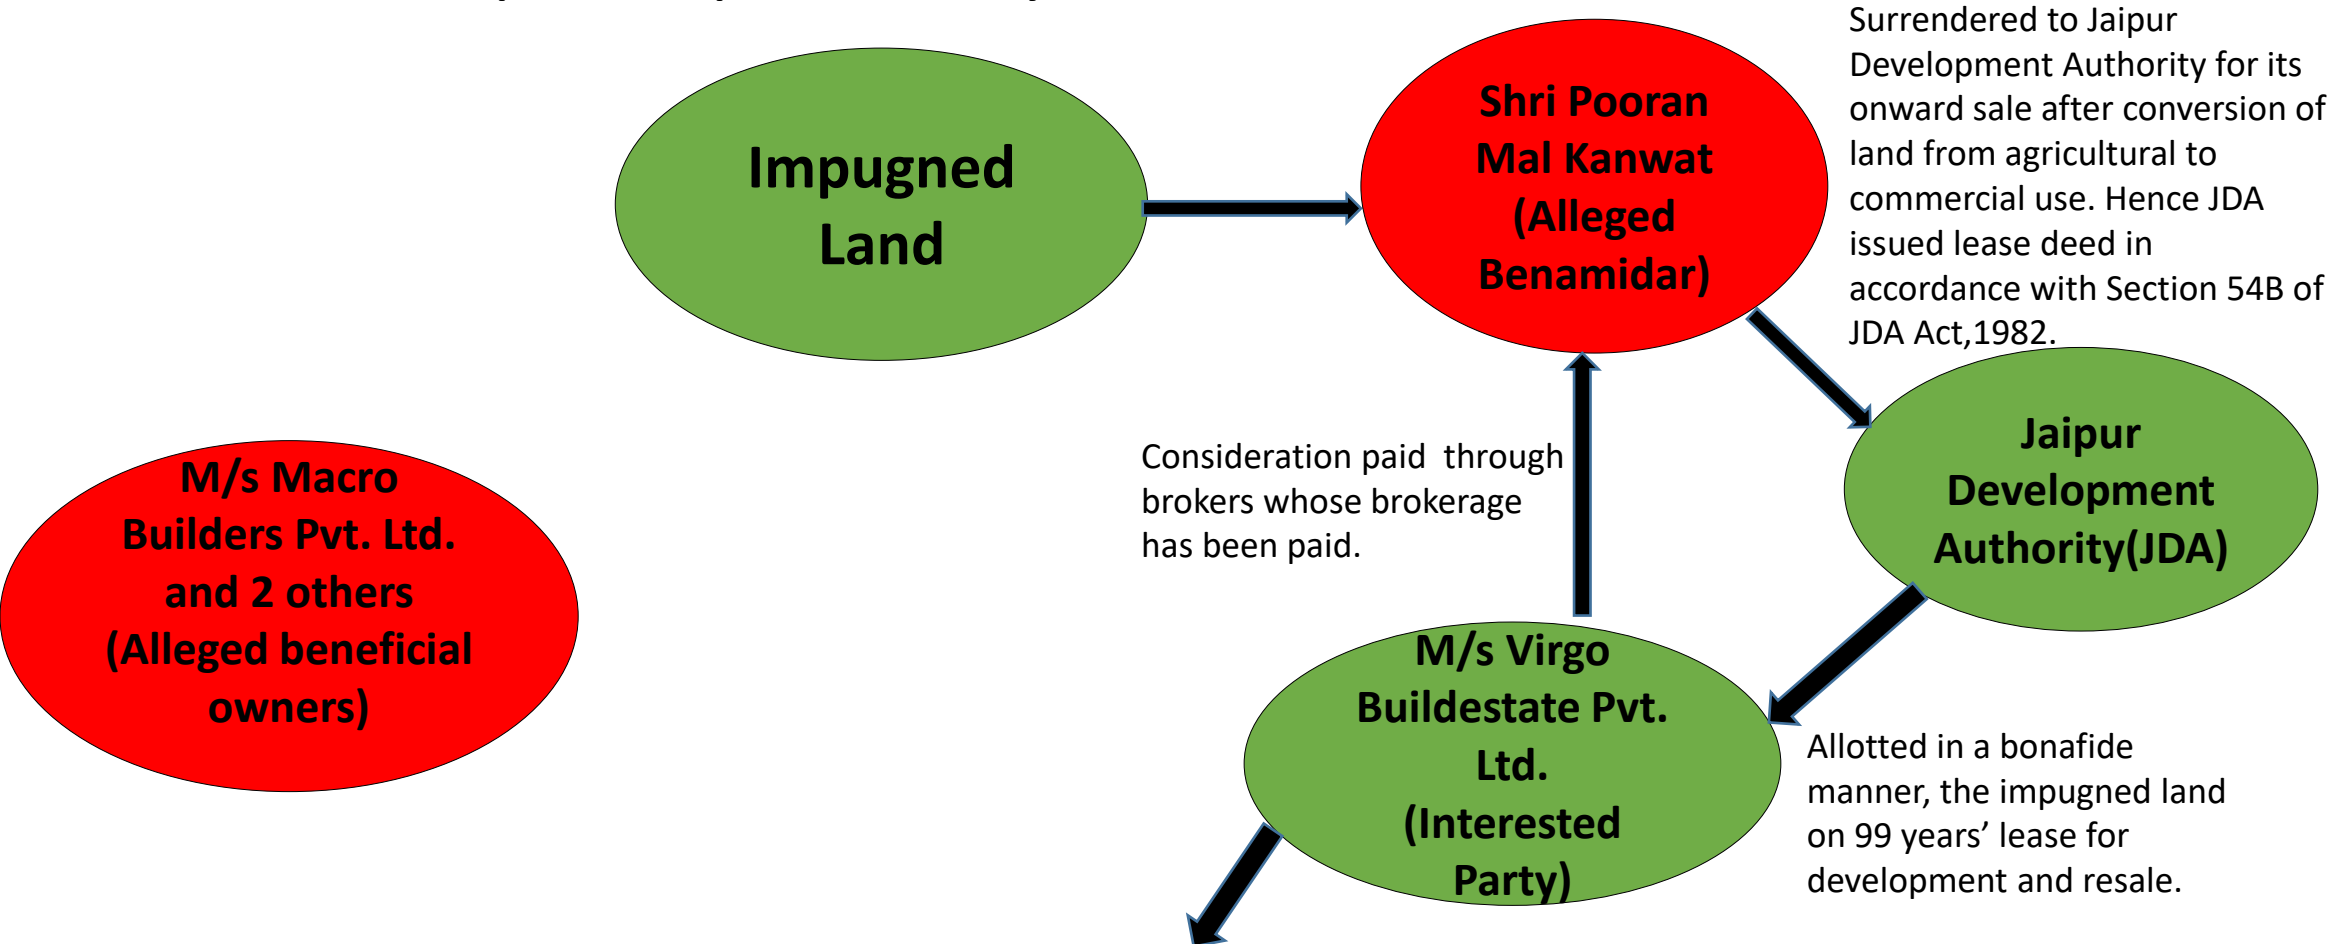 Impugned
Land
Shri Pooran
Mal Kanwat
(Alleged
Benamidar)
Surrendered to Jaipur
Development Authority for its
onward sale after conversion of
land from agricultural to
commercial use. Hence JDA
issued lease deed in
accordance with Section 54B of
JDA Act,1982.
Jaipur
Development
Authority(JDA)
Consideration paid  through
brokers whose brokerage
has been paid.
M/s Macro
Builders Pvt. Ltd.
and 2 others
(Alleged beneficial
owners)
M/s Virgo
Buildestate Pvt.
Ltd.
(Interested
Party)
Allotted in a bonafide
manner, the impugned land
on 99 years’ lease for
development and resale.